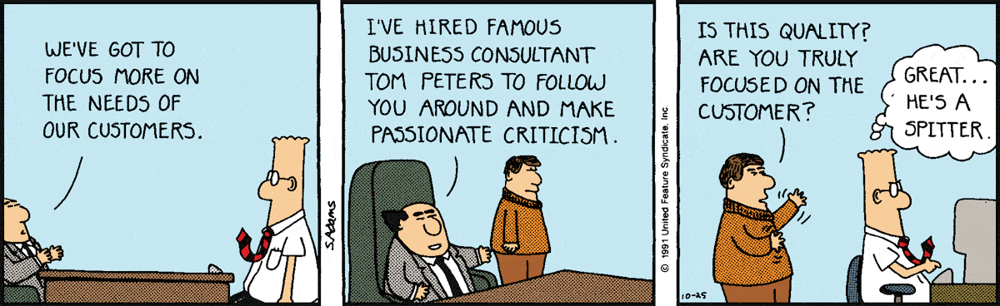 WE'VE GOT TO
FOCUS MORE ON
THE NEEDS OF
OUR CUSTOMERS.
S.Adams
I'VE HIRED FAMOUS
BUSINESS CONSULTANT
TOM PETERS TO FOLLOW
YOU AROUND AND MAKE
PASSIONATE CRITICISM.
© 1991 United Feature Syndicate, Inc.
IS THIS QUALITY?
ARE YOU TRULY
FOCUSED ON THE
CUSTOMER?
GREAT...
HE'S A
SPITTER.
10-25